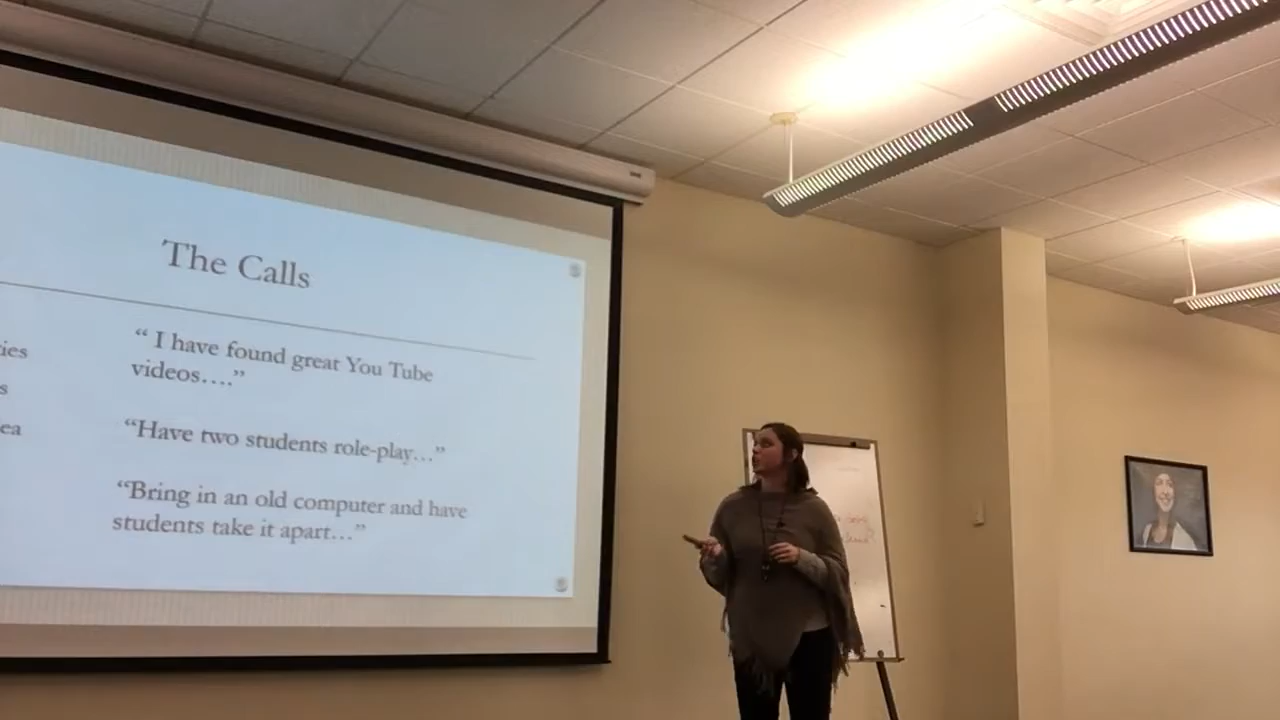 The Calls
ies
s
ea
“ I have found great You Tube
videos….”
“Have two students role-play…”
“Bring in an old computer and have
students take it apart…”